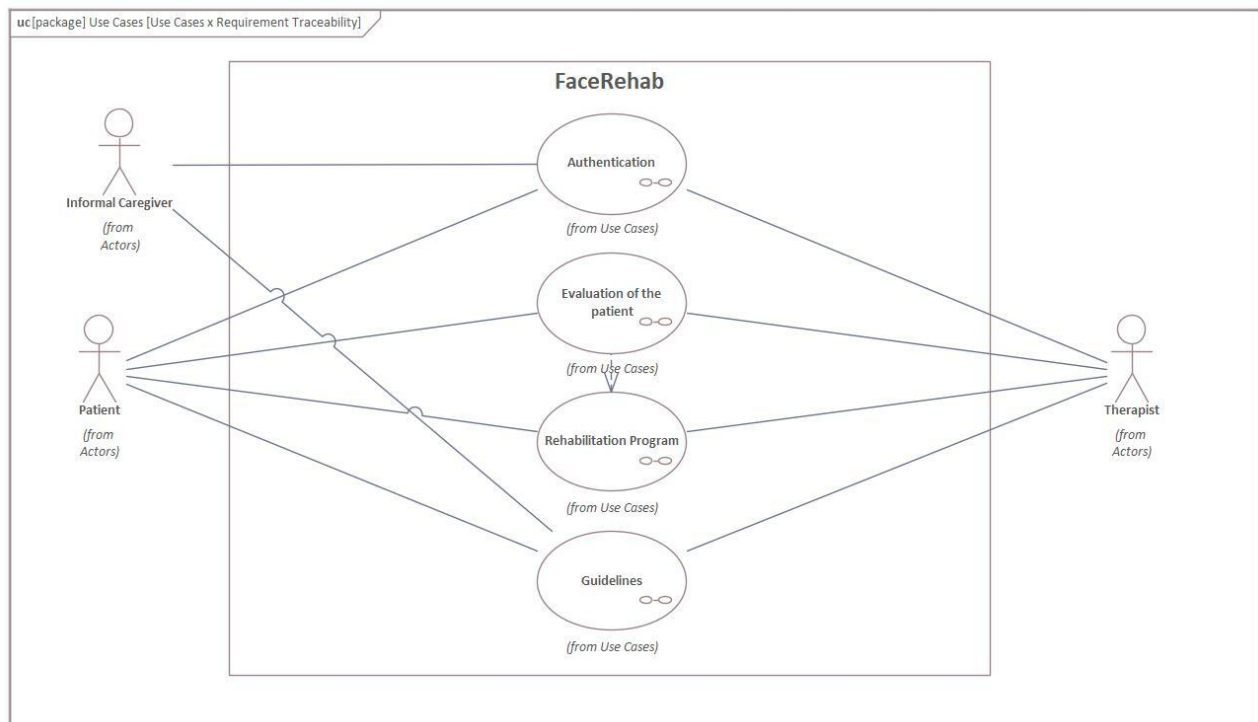 uc [package] Use Cases [Use Cases x Requirement Traceability]
FaceRehab
Informal Caregiver
(from
Actors)
Authentication
(from Use Cases)
Evaluation of the
patient
(from Use Cases)
Patient
(from
Actors)
Rehabilitation Program
(from Use Cases)
Therapist
(from
Actors)
Guidelines
(from Use Cases)